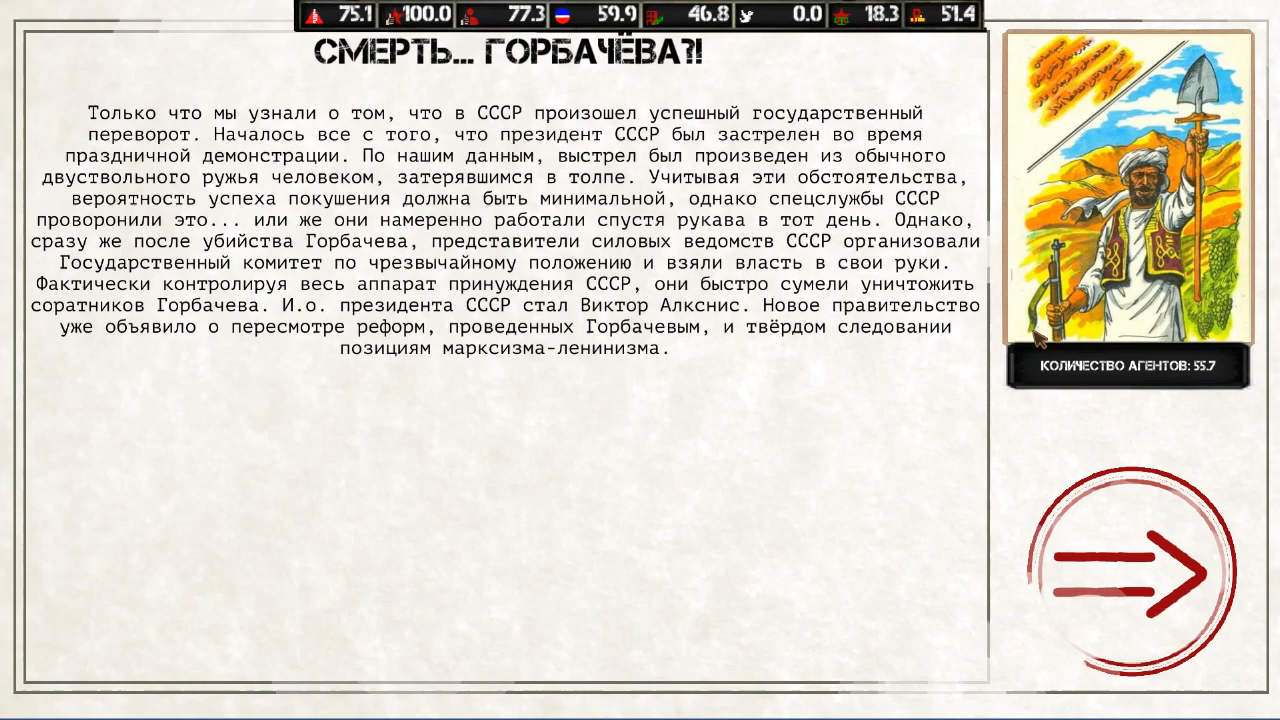 75.1 100.0 77.3 59.9 46.8 0.0 18.3 51.4
СМЕРТЬ... ГОРБАЧЁВА?!
Только что мы узнали о том, что в СССР произошел успешный государственный
переворот. Началось все с того, что президент СССР был застрелен во время
праздничной демонстрации. По нашим данным, выстрел был произведен из обычного
двуствольного ружья человеком, затерявшимся в толпе. Учитывая эти обстоятельства,
вероятность успеха покушения должна быть минимальной, однако спецслужбы СССР
проворонили это... или же они намеренно работали спустя рукава в тот день. Однако,
сразу же после убийства Горбачева, представители силовых ведомств СССР организовали
Государственный комитет по чрезвычайному положению и взяли власть в свои руки.
Фактически контролируя весь аппарат принуждения СССР, они быстро сумели уничтожить
соратников Горбачева. И.о. президента СССР стал Виктор Алкснис. Новое правительство
уже объявило о пересмотре реформ, проведенных Горбачевым, и твёрдом следовании
позициям марксизма-ленинизма.
КОЛИЧЕСТВО АГЕНТОВ: 55.7